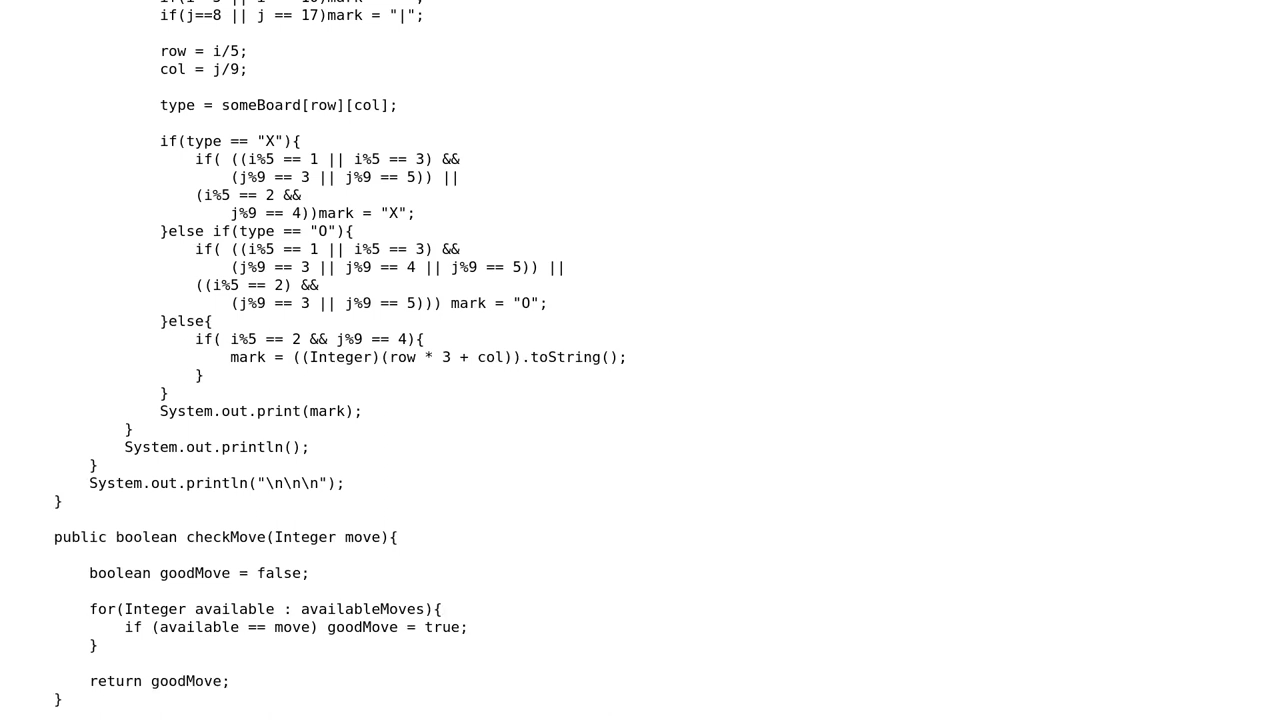 if(j==8 || j == 17)mark = "|";
row = i/5;
col = j/9;
type = someBoard[row][col];
if(type == "X"){
if( ((i%5 == 1 || i%5 == 3) &&
(j%9 == 3 || j%9 == 5)) ||
(i%5 == 2 &&
j%9 == 4))mark = "X";
}else if(type == "O"){
if( ((i%5 == 1 || i%5 == 3) &&
(j%9 == 3 || j%9 == 4 || j%9 == 5)) ||
((i%5 == 2) &&
(j%9 == 3 || j%9 == 5))) mark = "O";
}else{
if( i%5 == 2 && j%9 == 4){
mark = ((Integer)(row * 3 + col)).toString();
}
}
System.out.print(mark);
}
System.out.println();
}
System.out.println("\n\n\n");
}
public boolean checkMove(Integer move){
boolean goodMove = false;
for(Integer available : availableMoves){
if (available == move) goodMove = true;
}
return goodMove;
}